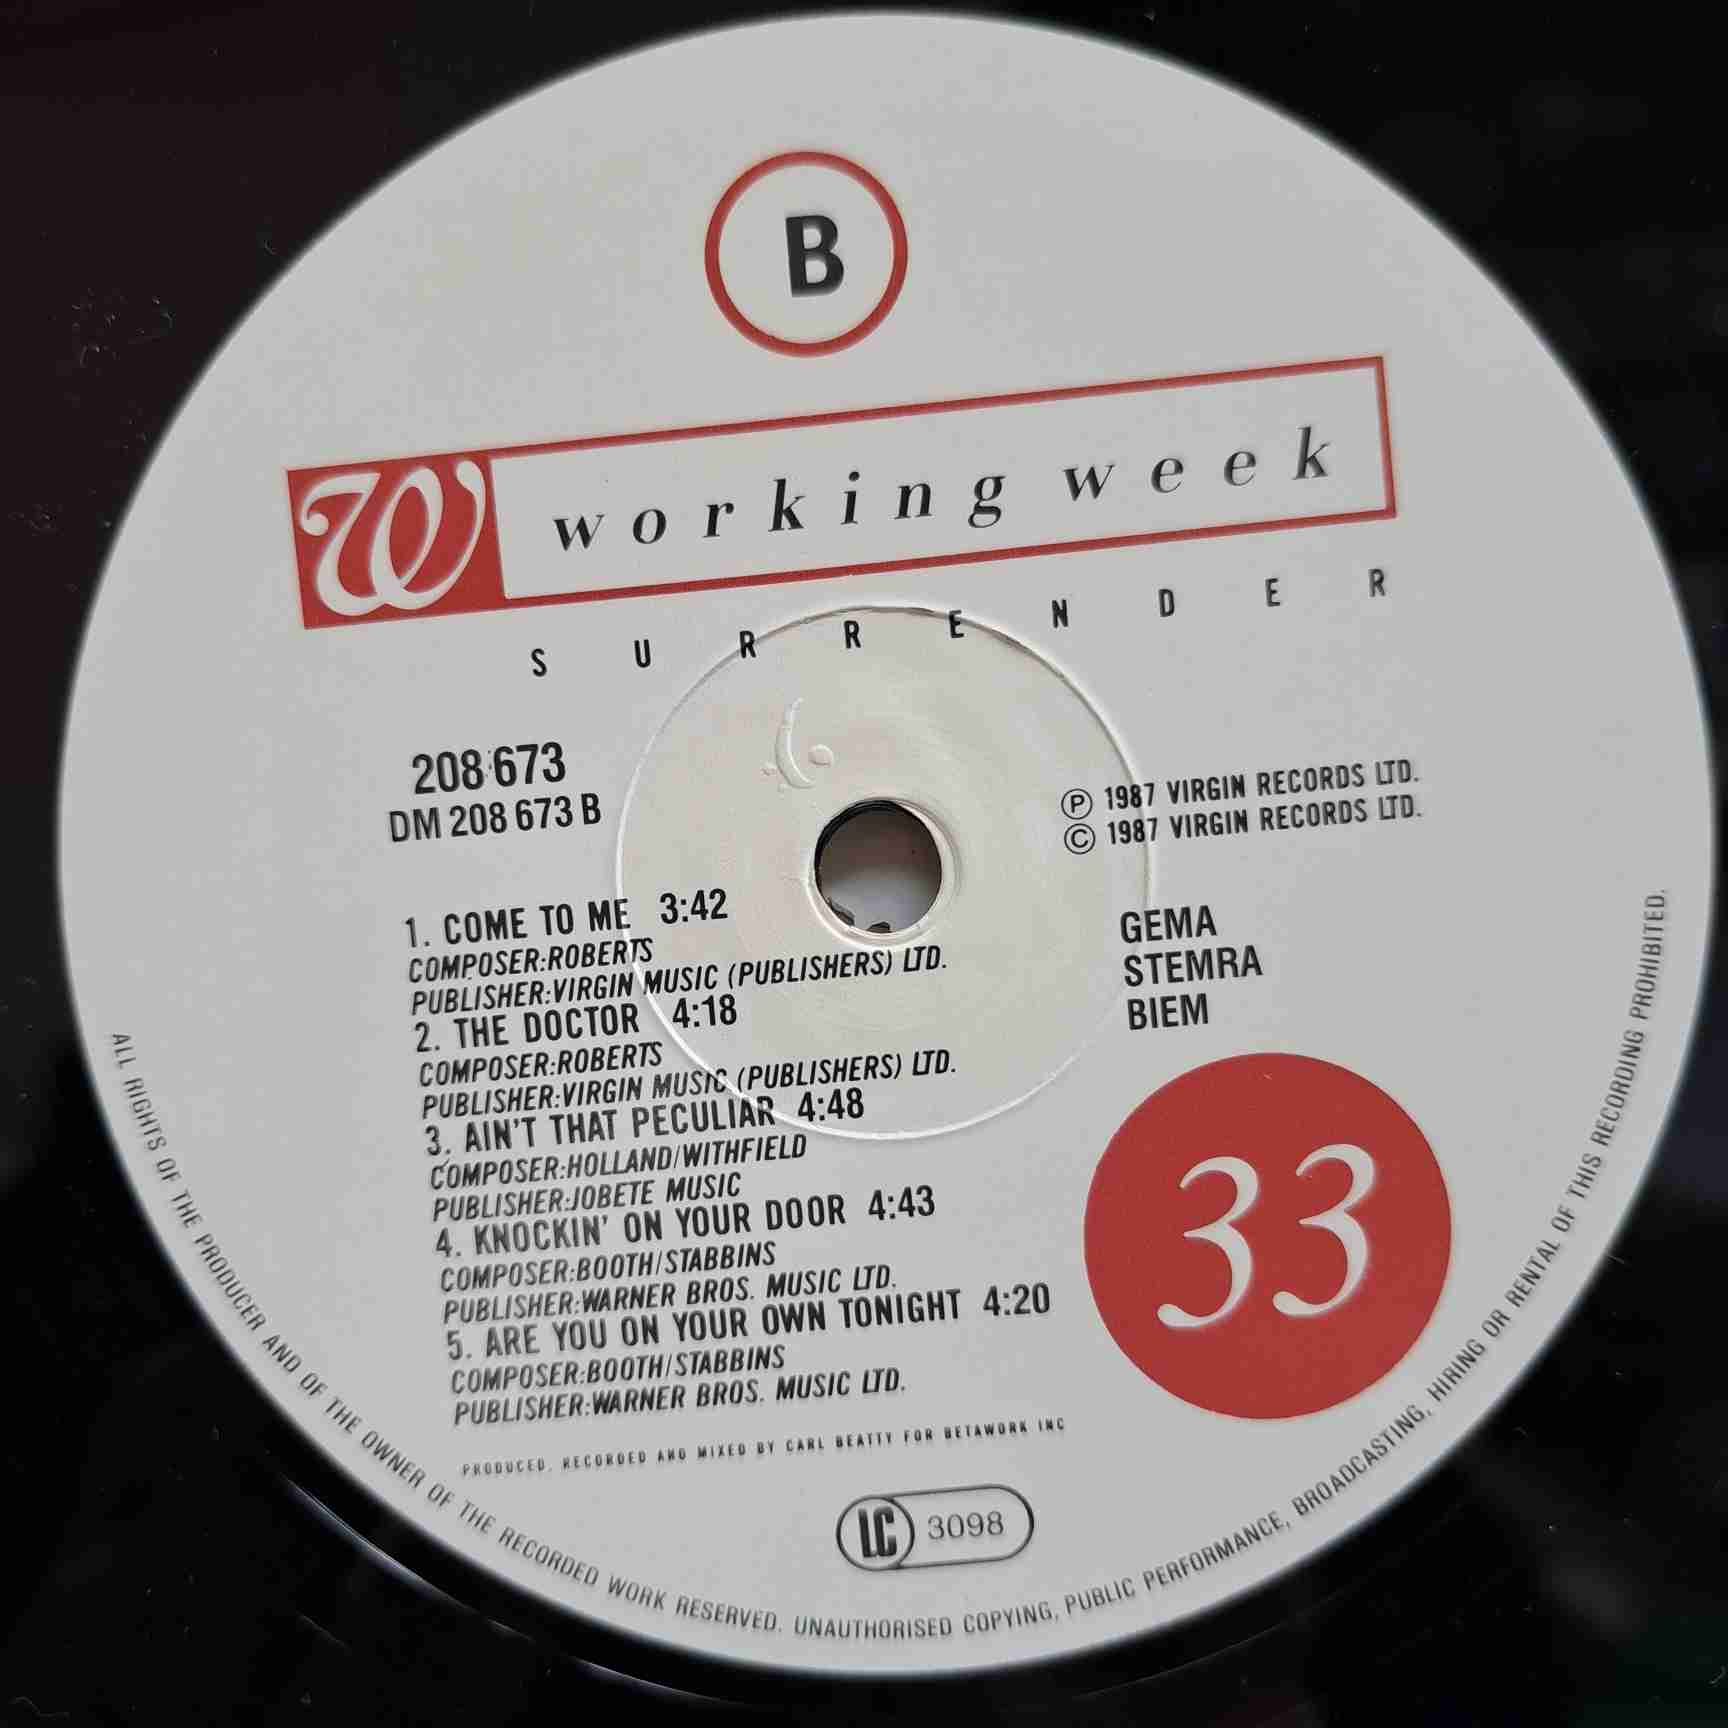 B
W working week
SURRENDER
208 673
DM 208 673 B
℗ 1987 VIRGIN RECORDS LTD.
© 1987 VIRGIN RECORDS LTD.
1. COME TO ME 3:42
COMPOSER:ROBERTS
PUBLISHER:VIRGIN MUSIC (PUBLISHERS) LTD.
2. THE DOCTOR 4:18
COMPOSER:ROBERTS
PUBLISHER:VIRGIN MUSIC (PUBLISHERS) LTD.
3. AIN'T THAT PECULIAR 4:48
COMPOSER:HOLLAND/WITHFIELD
PUBLISHER:JOBETE MUSIC
4. KNOCKIN' ON YOUR DOOR 4:43
COMPOSER:BOOTH/STABBINS
PUBLISHER:WARNER BROS. MUSIC LTD.
5. ARE YOU ON YOUR OWN TONIGHT 4:20
COMPOSER:BOOTH/STABBINS
PUBLISHER:WARNER BROS. MUSIC LTD.
PRODUCED, RECORDED AND MIXED BY CARL BEATTY FOR BETAWORK INC
GEMA
STEMRA
BIEM
33
LC 3098
ALL RIGHTS OF THE PRODUCER AND OF THE OWNER OF THE RECORDED WORK RESERVED. UNAUTHORISED COPYING, PUBLIC PERFORMANCE, BROADCASTING, HIRING OR RENTAL OF THIS RECORDING PROHIBITED.